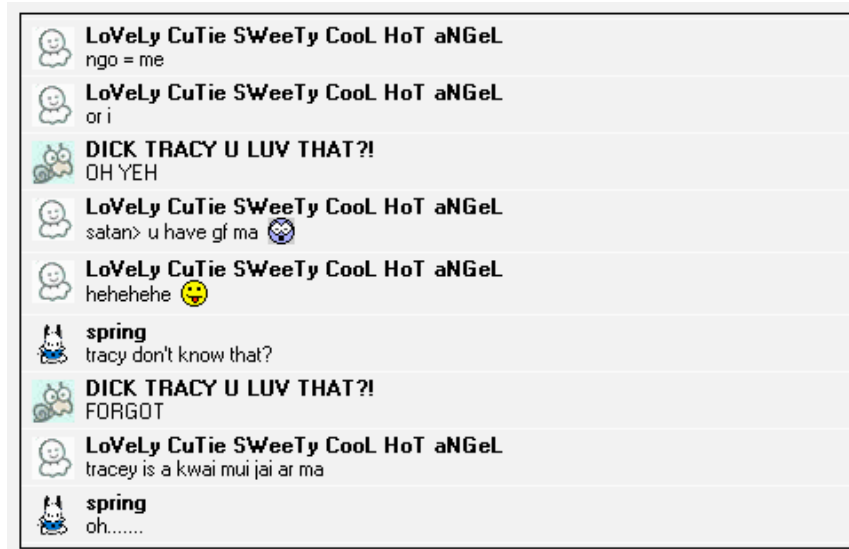 LoVeLy CuTie SWeeTy CooL HoT aNGeL
ngo = me
LoVeLy CuTie SWeeTy CooL HoT aNGeL
or i
DICK TRACY U LUV THAT?!
OH YEH
LoVeLy CuTie SWeeTy CooL HoT aNGeL
satan> u have gf ma
LoVeLy CuTie SWeeTy CooL HoT aNGeL
hehehehe
spring
tracy don't know that?
DICK TRACY U LUV THAT?!
FORGOT
LoVeLy CuTie SWeeTy CooL HoT aNGeL
tracey is a kwai mui jai ar ma
spring
oh.......